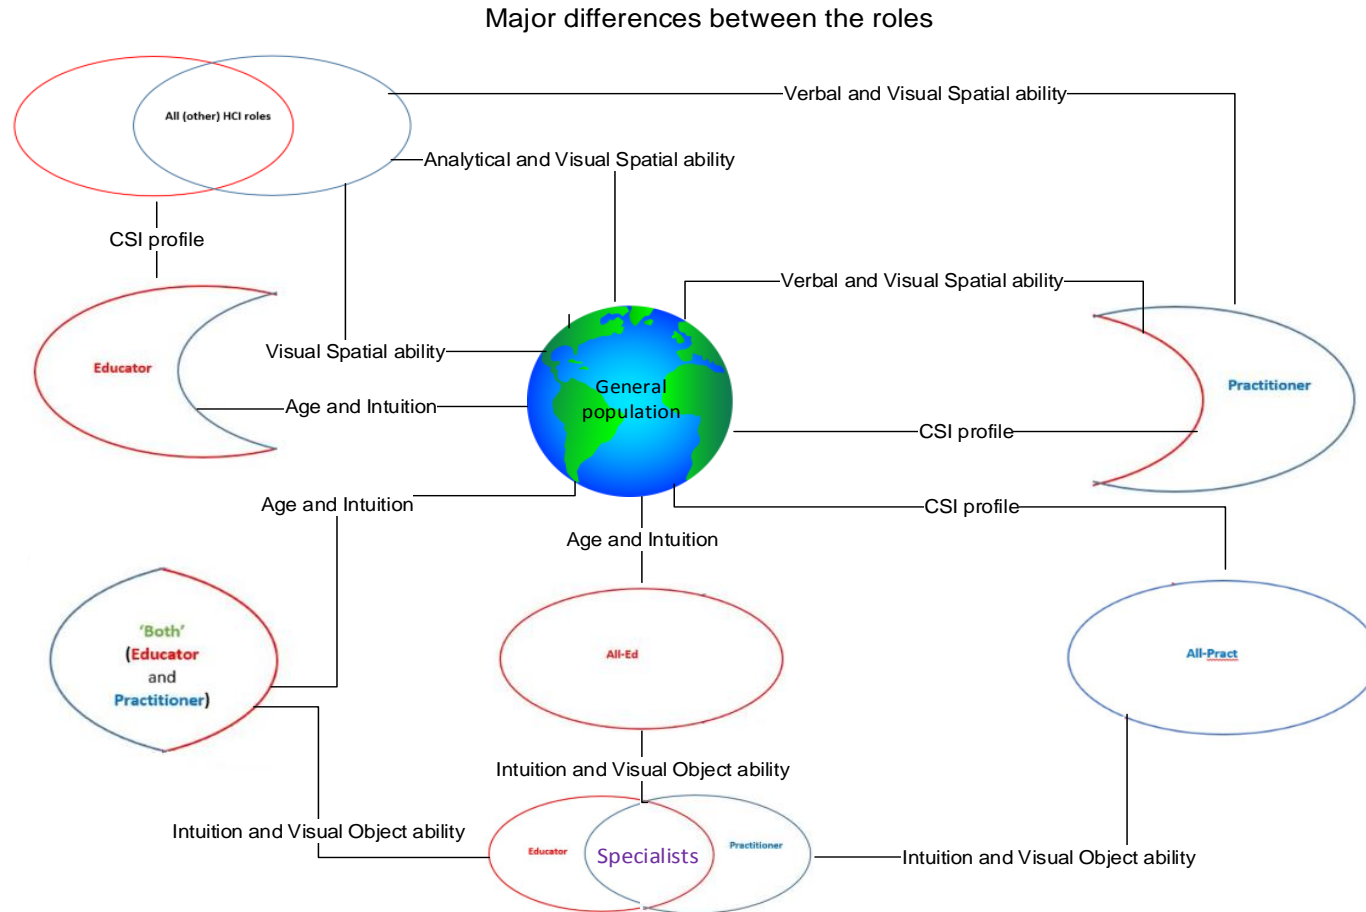 Major differences between the roles
All (other) HCI roles
Verbal and Visual Spatial ability
Analytical and Visual Spatial ability
CSI profile
Verbal and Visual Spatial ability
Visual Spatial ability
Educator
General
population
Practitioner
Age and Intuition
CSI profile
Age and Intuition
CSI profile
Age and Intuition
'Both'
(Educator
and
Practitioner)
All-Ed
All-Pract
Intuition and Visual Object ability
Intuition and Visual Object ability
Educator
Specialists
Practitioner
Intuition and Visual Object ability